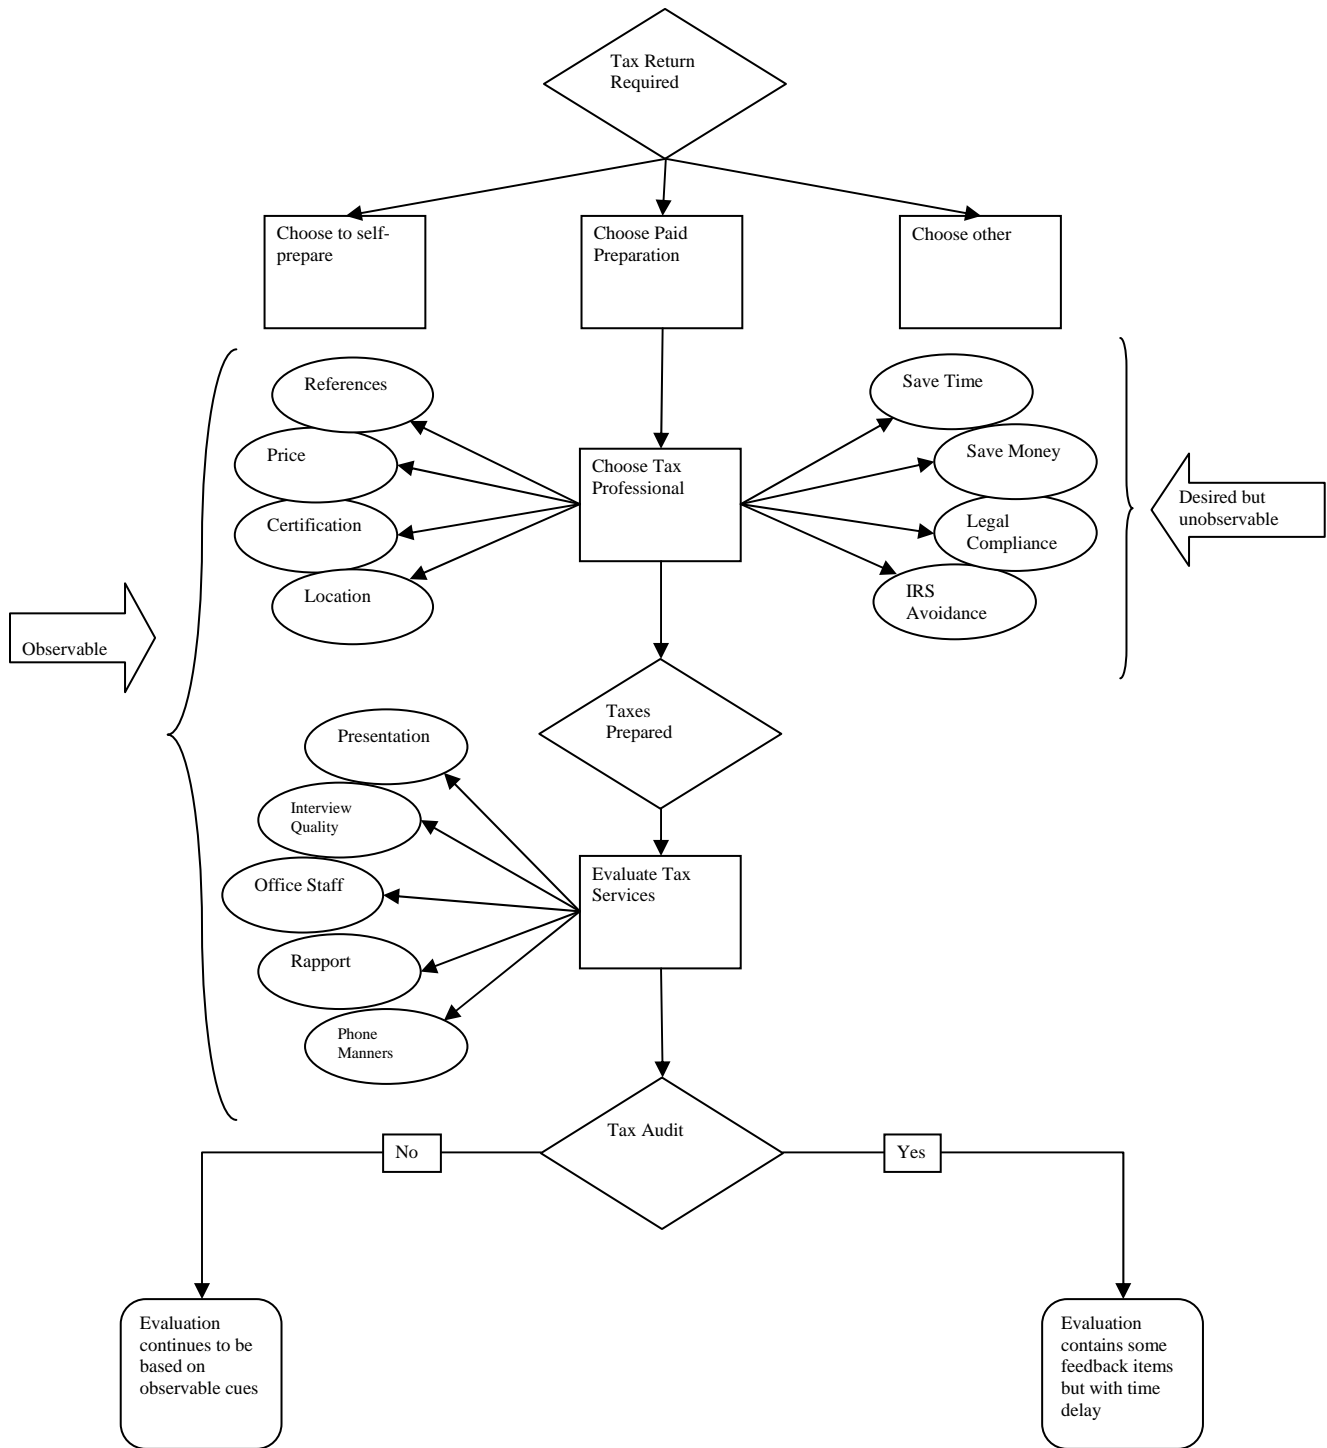 Tax Return
Required
Choose to self-
prepare
Choose Paid
Preparation
Choose other
References
Price
Certification
Location
Choose Tax
Professional
Save Time
Save Money
Legal
Compliance
IRS
Avoidance
Desired but
unobservable
Observable
Taxes
Prepared
Presentation
Interview
Quality
Office Staff
Rapport
Phone
Manners
Evaluate Tax
Services
Tax Audit
No
Yes
Evaluation
continues to be
based on
observable cues
Evaluation
contains some
feedback items
but with time
delay